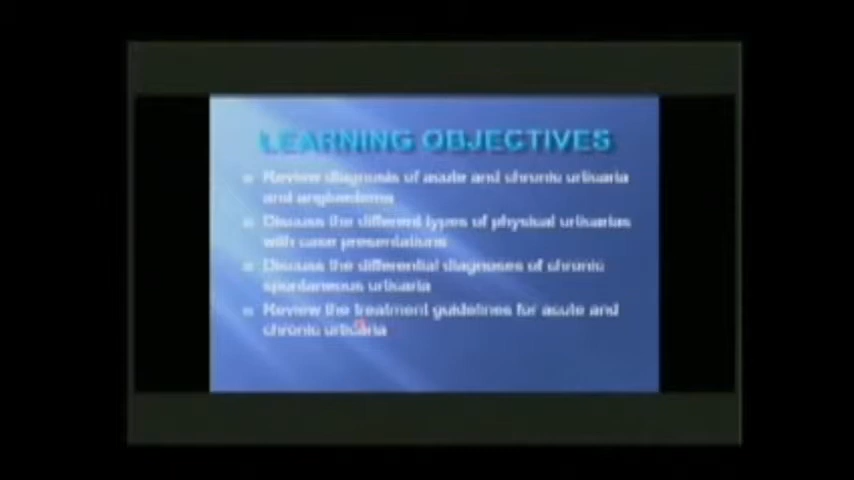 LEARNING OBJECTIVES
Review diagnosis of acute and chronic urticaria
and angioedema
Discuss the different types of physical urticarias
with case presentations
Discuss the differential diagnoses of chronic
spontaneous urticaria
Review the treatment guidelines for acute and
chronic urticaria